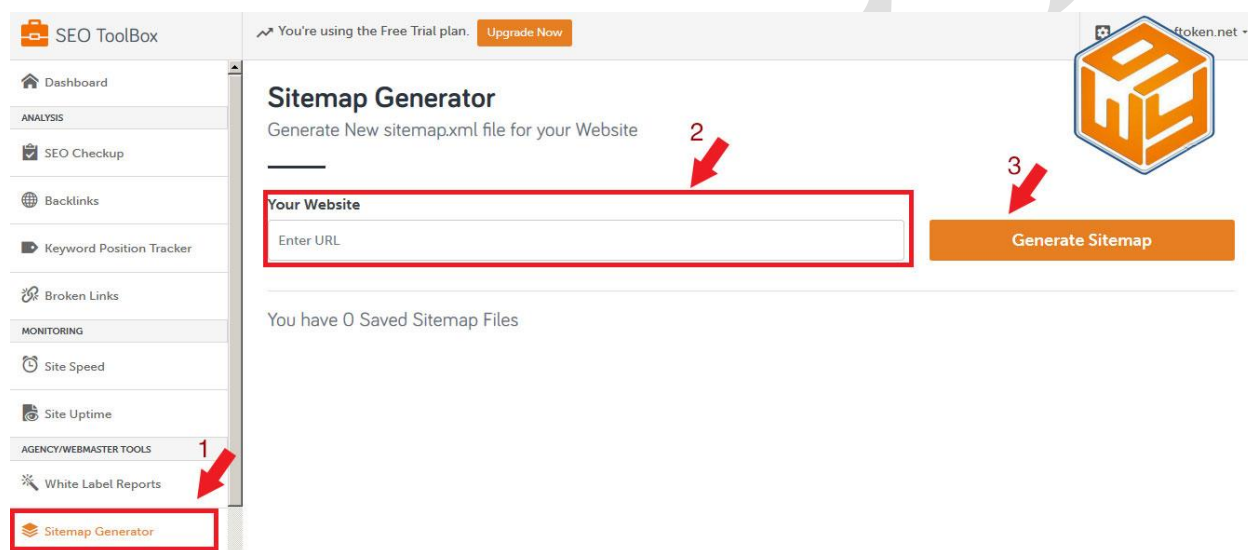 SEO ToolBox
You're using the Free Trial plan. Upgrade Now
ftoken.net
Dashboard
ANALYSIS
SEO Checkup
Backlinks
Keyword Position Tracker
Broken Links
MONITORING
Site Speed
Site Uptime
AGENCY/WEBMASTER TOOLS
1
White Label Reports
Sitemap Generator
Sitemap Generator
Generate New sitemap.xml file for your Website
2
3
Your Website
Enter URL
Generate Sitemap
You have 0 Saved Sitemap Files